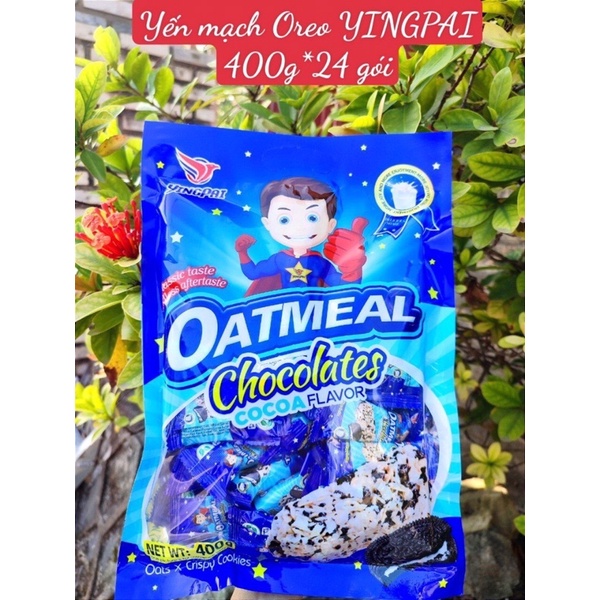 Yến mạch Oreo YINGPAI
400g*24 gói
YINGPAI
OATMEAL
Chocolates
COCOA FLAVOR
NET WT: 400g
Oats x Crispy Cookies